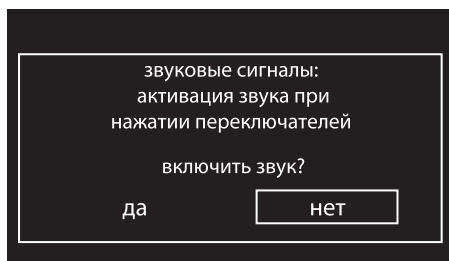 звуковые сигналы:
активация звука при
нажатии переключателей
включить звук?
да нет